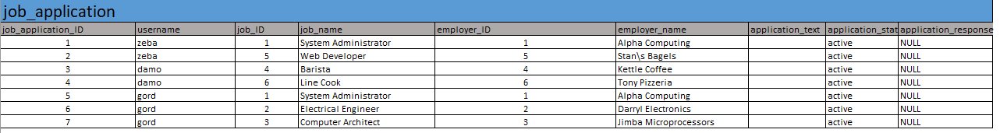 job_application
job_application_ID username job_ID job_name employer_ID employer_name application_text application_stat application_response
1 zeba 1 System Administrator 1 Alpha Computing active NULL
2 zeba 5 Web Developer 5 Stan\s Bagels active NULL
3 damo 4 Barista 4 Kettle Coffee active NULL
4 damo 6 Line Cook 6 Tony Pizzeria active NULL
5 gord 1 System Administrator 1 Alpha Computing active NULL
6 gord 2 Electrical Engineer 2 Darryl Electronics active NULL
7 gord 3 Computer Architect 3 Jimba Microprocessors active NULL